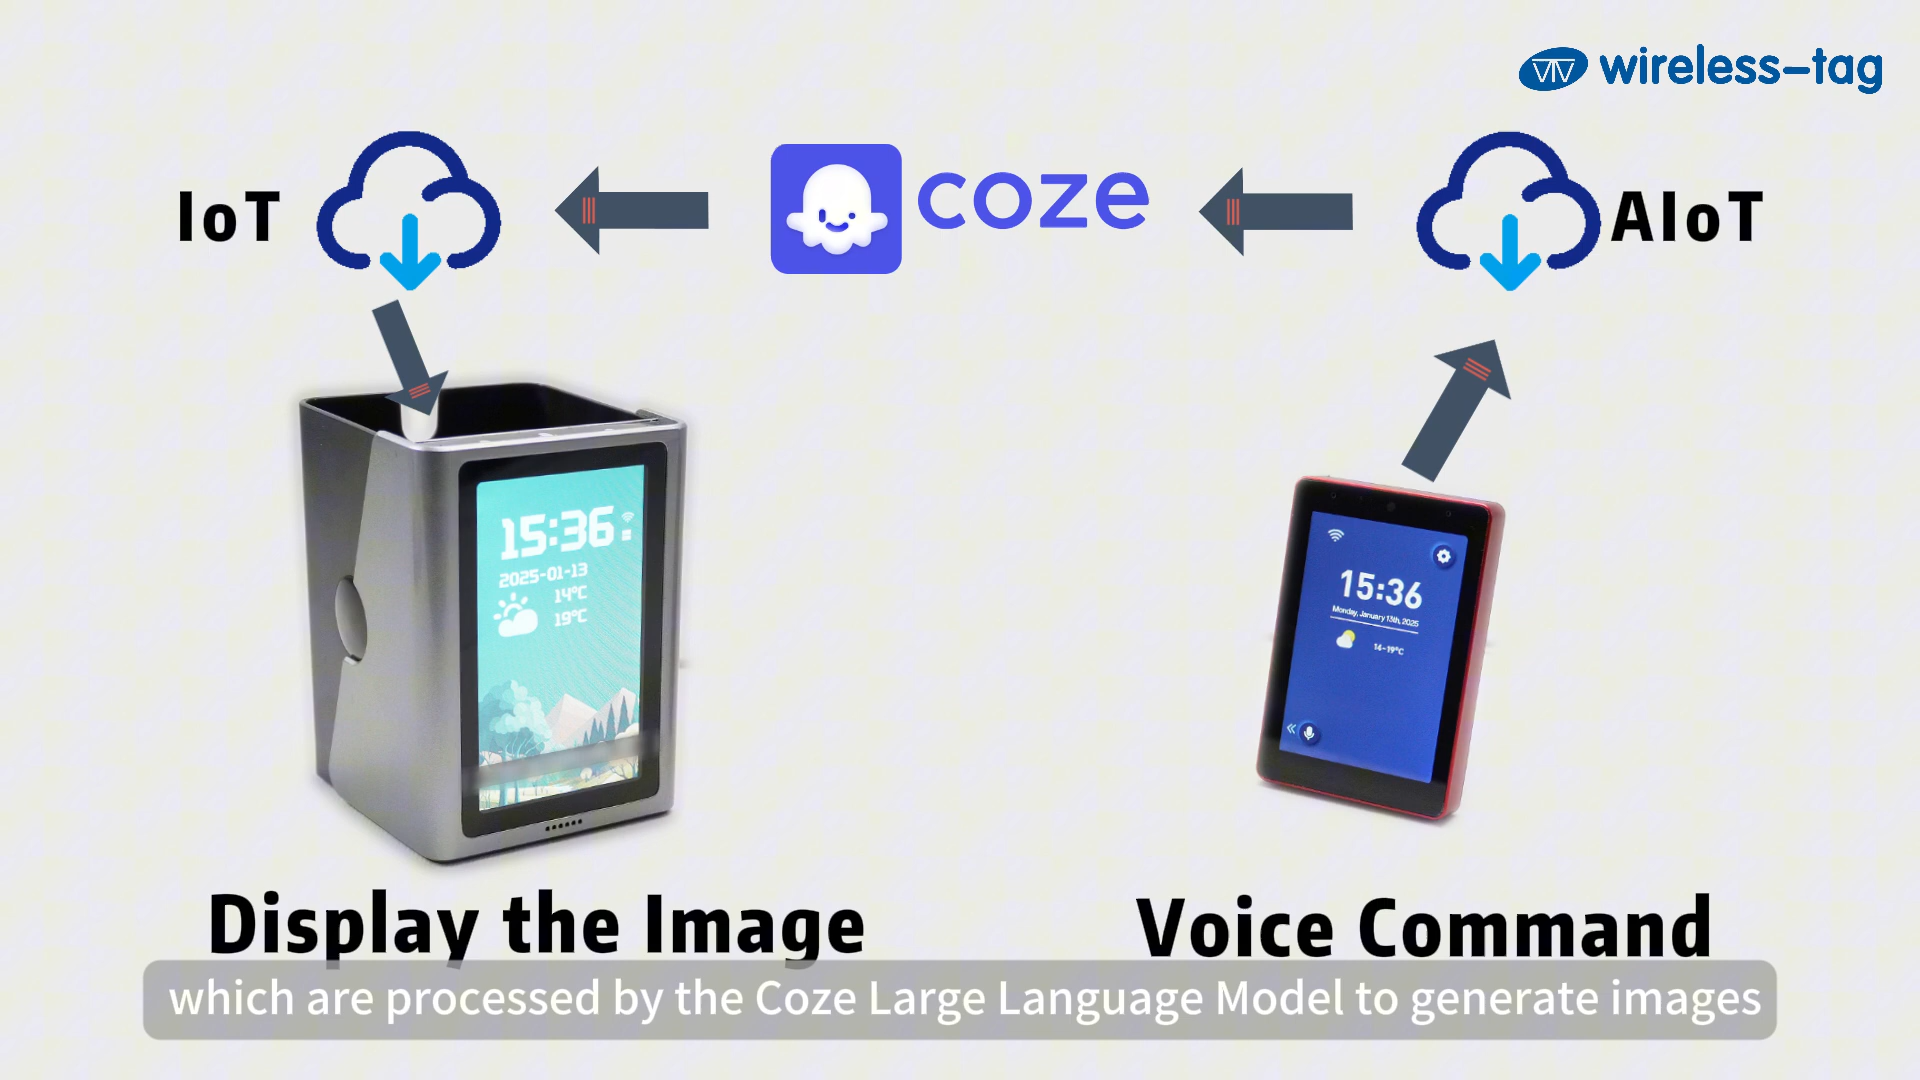 wireless-tag
IoT
coze
AIoT
15:36
2025-01-13
14°C
19°C
15:36
Monday, January 13th, 2025
14-19°C
Display the Image
Voice Command
which are processed by the Coze Large Language Model to generate images